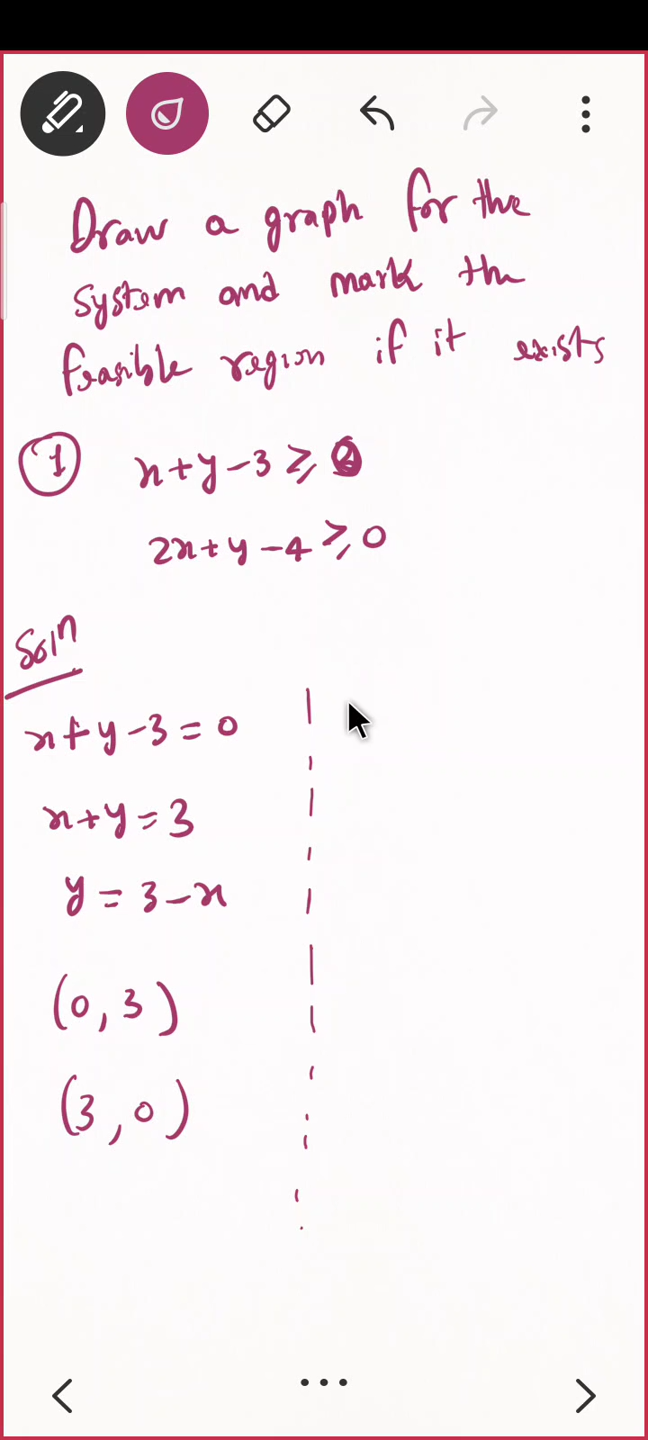 Draw a graph for the
system and mark the
feasible region if it exists
① x+y-3 ≥ 0
2x+y-4 ≥ 0
Solⁿ
x+y-3=0
x+y=3
y=3-x
(0,3)
(3,0)